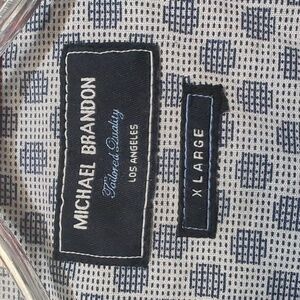 MICHAEL BRANDON
Tailored Quality
LOS ANGELES
X LARGE